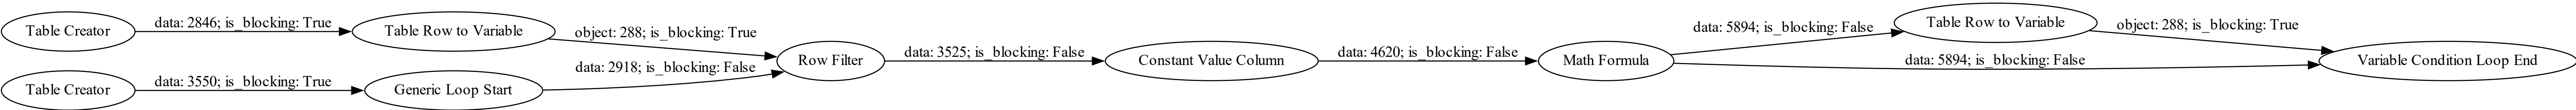 Table Creator
data: 2846; is_blocking: True
Table Row to Variable
object: 288; is_blocking: True
Table Creator
data: 3550; is_blocking: True
Generic Loop Start
data: 2918; is_blocking: False
Row Filter
data: 3525; is_blocking: False
Constant Value Column
data: 4620; is_blocking: False
Math Formula
data: 5894; is_blocking: False
Table Row to Variable
object: 288; is_blocking: True
data: 5894; is_blocking: False
Variable Condition Loop End